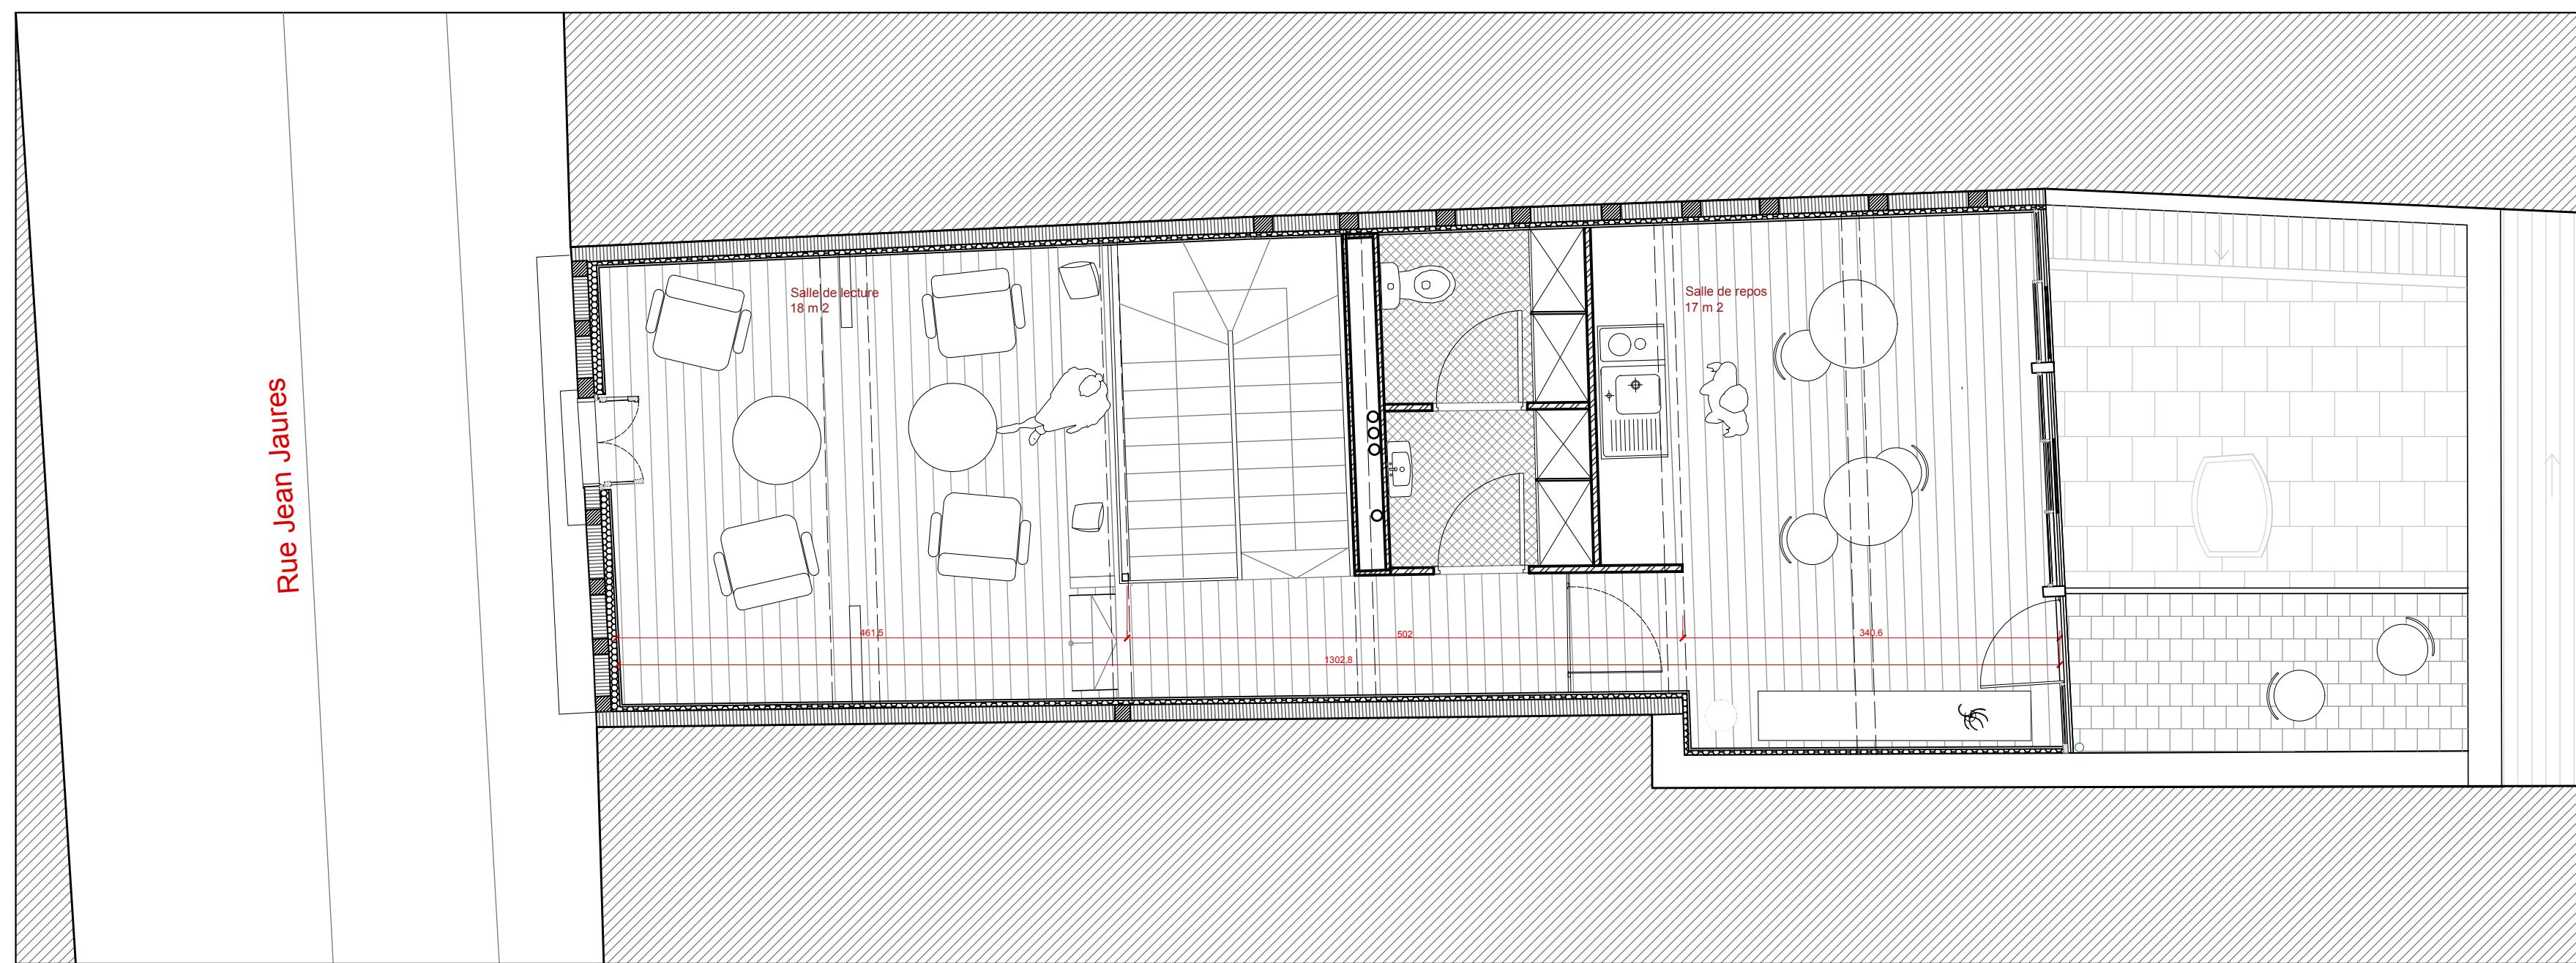 Rue Jean Jaures
Salle de lecture
18 m 2
Salle de repos
17 m 2
461,5
502
340,6
1302,8